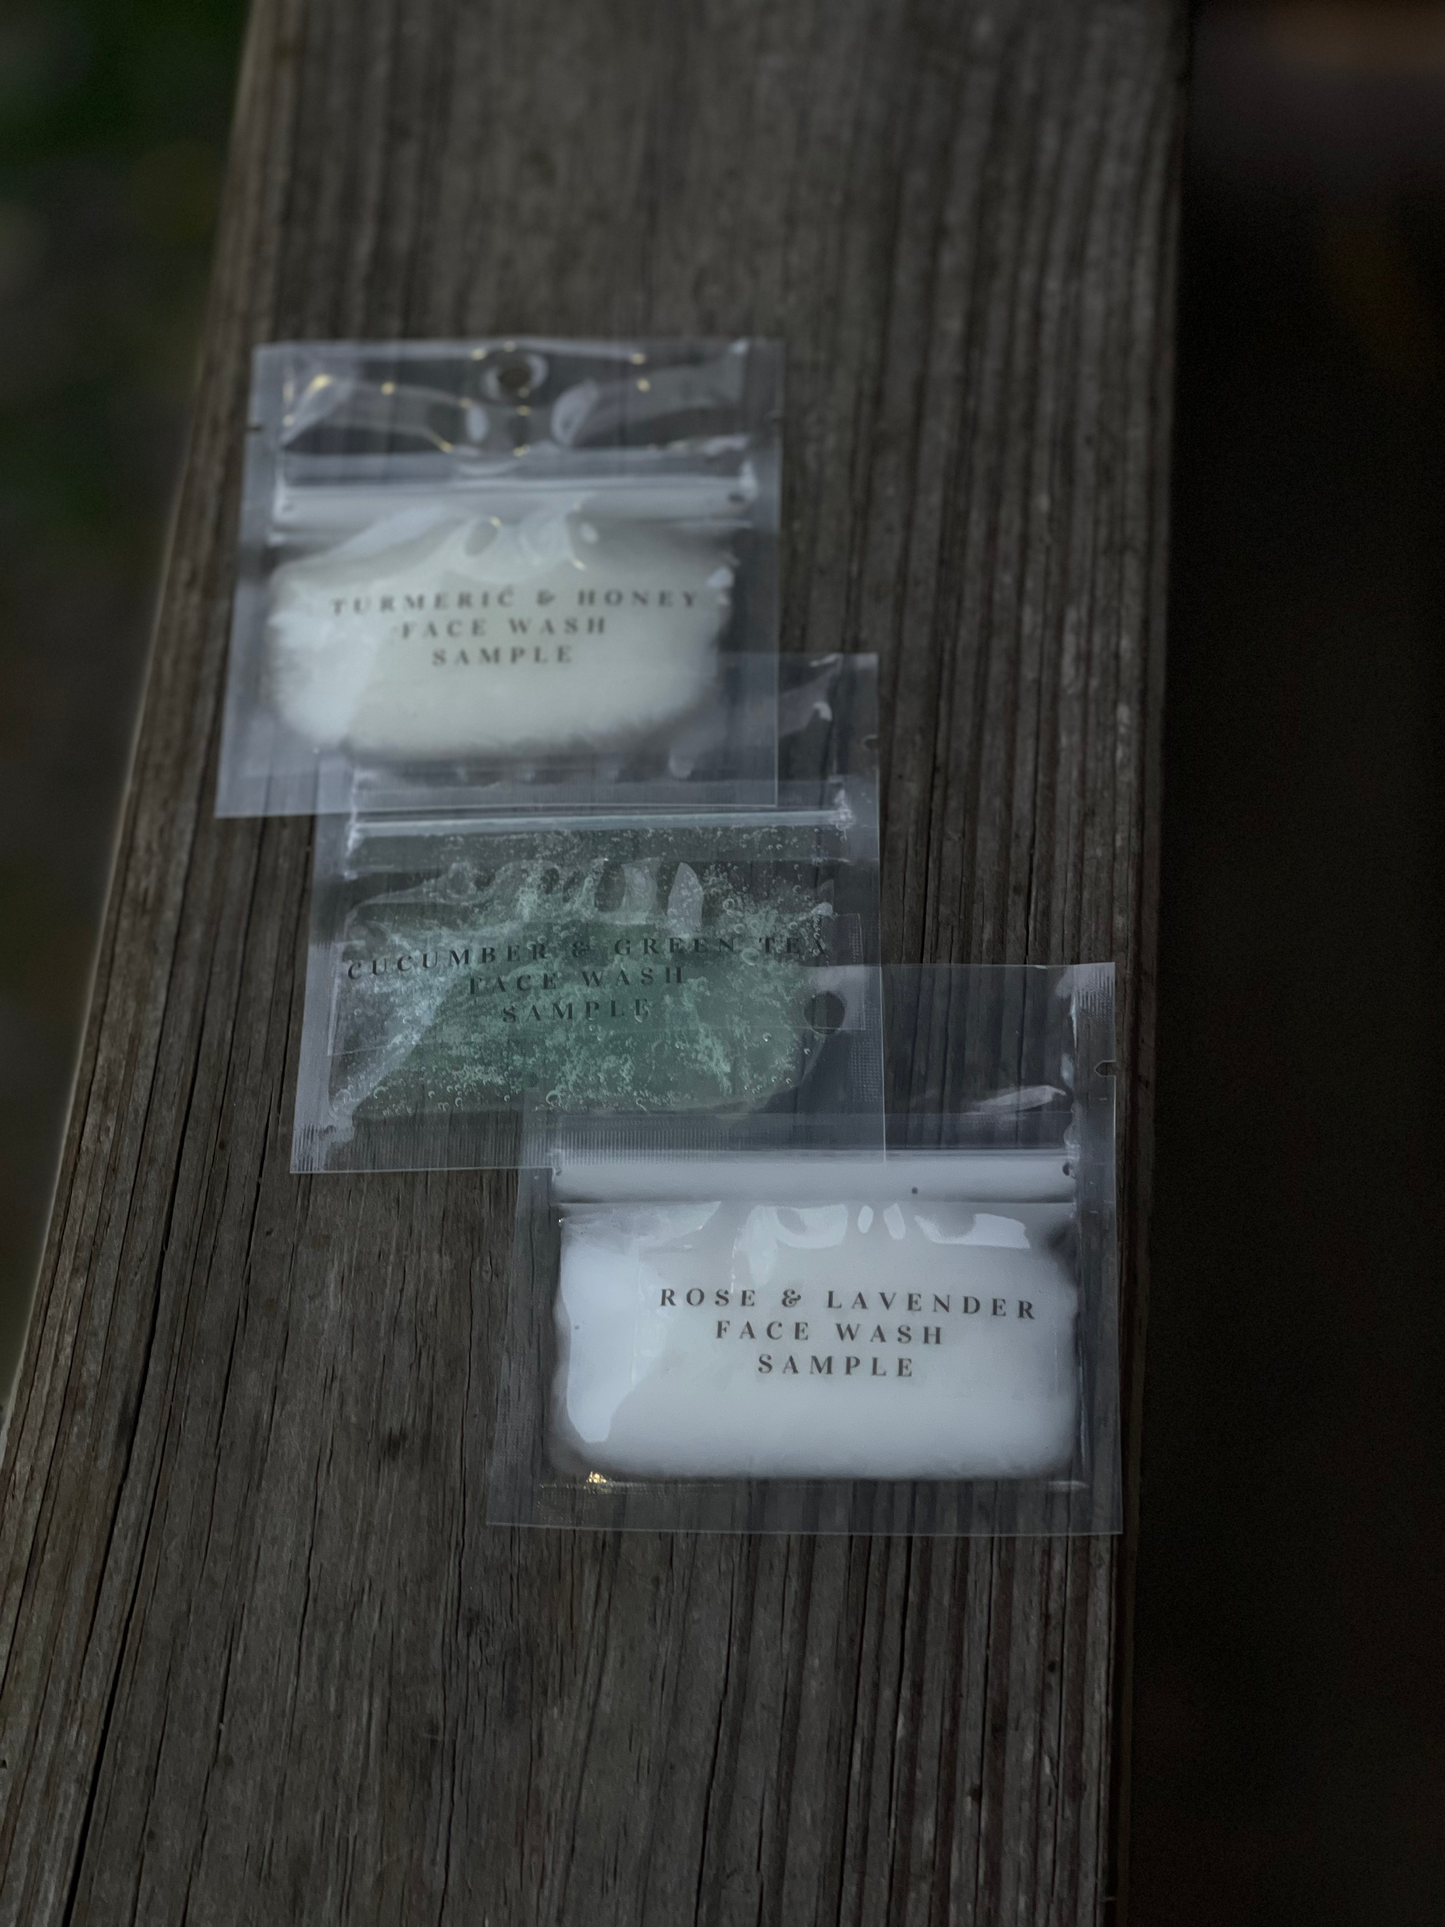 TURMERIC & HONEY
FACE WASH
SAMPLE
CUCUMBER & GREEN TEA
FACE WASH
SAMPLE
ROSE & LAVENDER
FACE WASH
SAMPLE